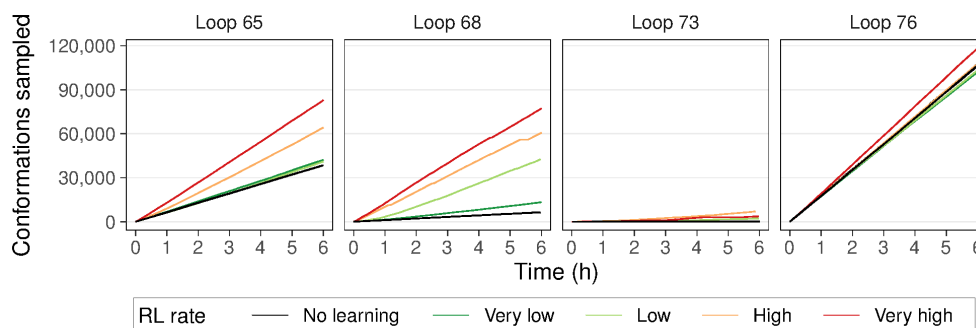 Loop 65 Loop 68 Loop 73 Loop 76
Conformations sampled
120,000
90,000
60,000
30,000
0
0 1 2 3 4 5 6 0 1 2 3 4 5 6 0 1 2 3 4 5 6 0 1 2 3 4 5 6
Time (h)
RL rate No learning Very low Low High Very high